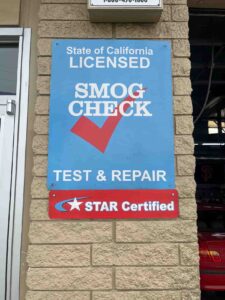 State of California
LICENSED
SMOG
CHECK
TEST & REPAIR
STAR Certified